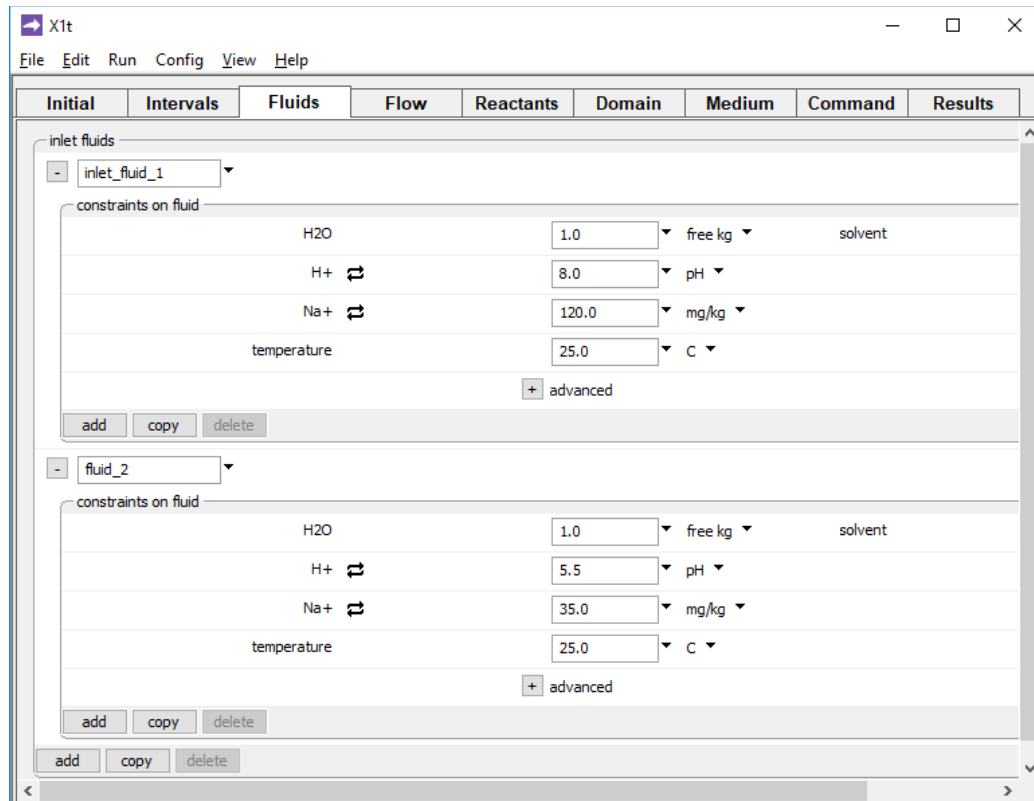 X1t
File Edit Run Config View Help
Initial Intervals Fluids Flow Reactants Domain Medium Command Results
inlet fluids
- inlet_fluid_1
constraints on fluid
H2O 1.0 free kg solvent
H+ 8.0 pH
Na+ 120.0 mg/kg
temperature 25.0 C
+ advanced
add copy delete
- fluid_2
constraints on fluid
H2O 1.0 free kg solvent
H+ 5.5 pH
Na+ 35.0 mg/kg
temperature 25.0 C
+ advanced
add copy delete
add copy delete